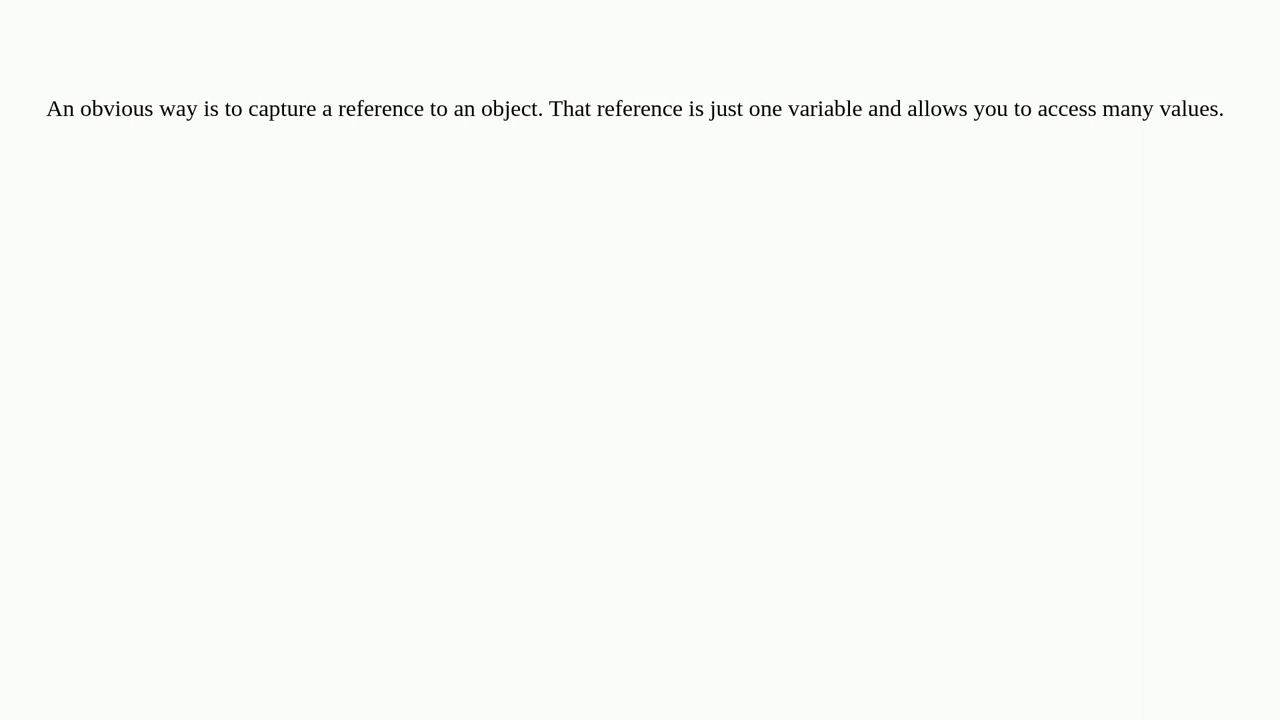 An obvious way is to capture a reference to an object. That reference is just one variable and allows you to access many values.